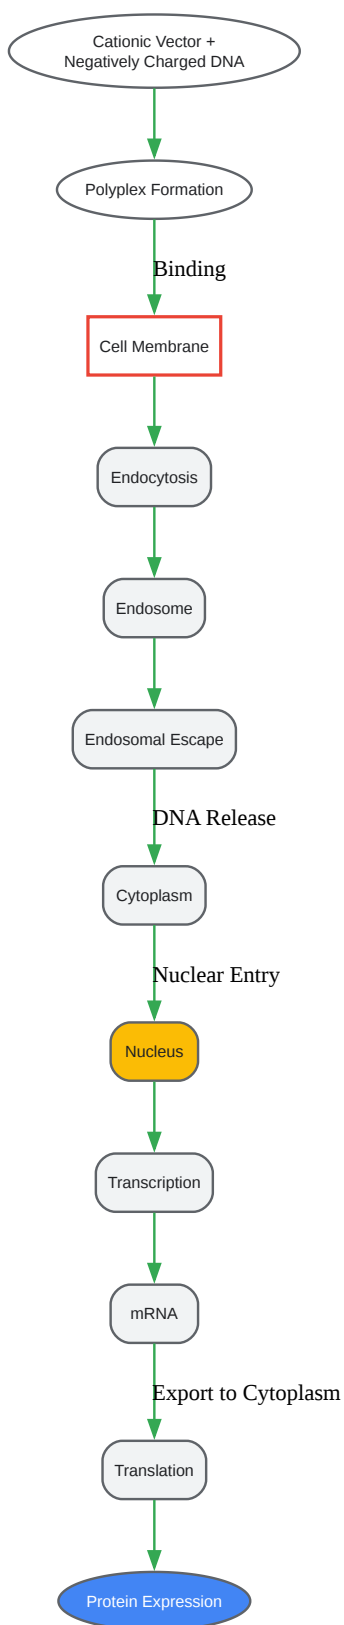 Cationic Vector +
Negatively Charged DNA
Polyplex Formation
Binding
Cell Membrane
Endocytosis
Endosome
Endosomal Escape
DNA Release
Cytoplasm
Nuclear Entry
Nucleus
Transcription
mRNA
Export to Cytoplasm
Translation
Protein Expression